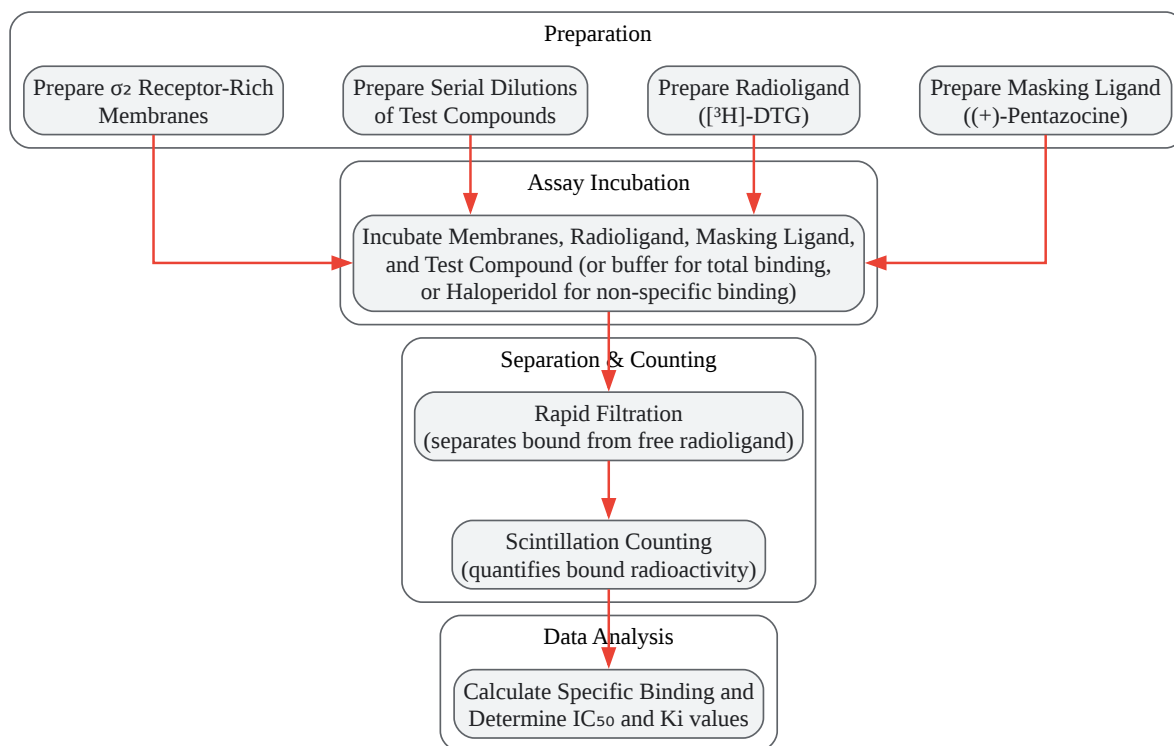 Preparation
Prepare σ₂ Receptor-Rich
Membranes
Prepare Serial Dilutions
of Test Compounds
Prepare Radioligand
([³H]-DTG)
Prepare Masking Ligand
((+)-Pentazocine)
Assay Incubation
Incubate Membranes, Radioligand, Masking Ligand,
and Test Compound (or buffer for total binding,
or Haloperidol for non-specific binding)
Separation & Counting
Rapid Filtration
(separates bound from free radioligand)
Scintillation Counting
(quantifies bound radioactivity)
Data Analysis
Calculate Specific Binding and
Determine IC₅₀ and Ki values